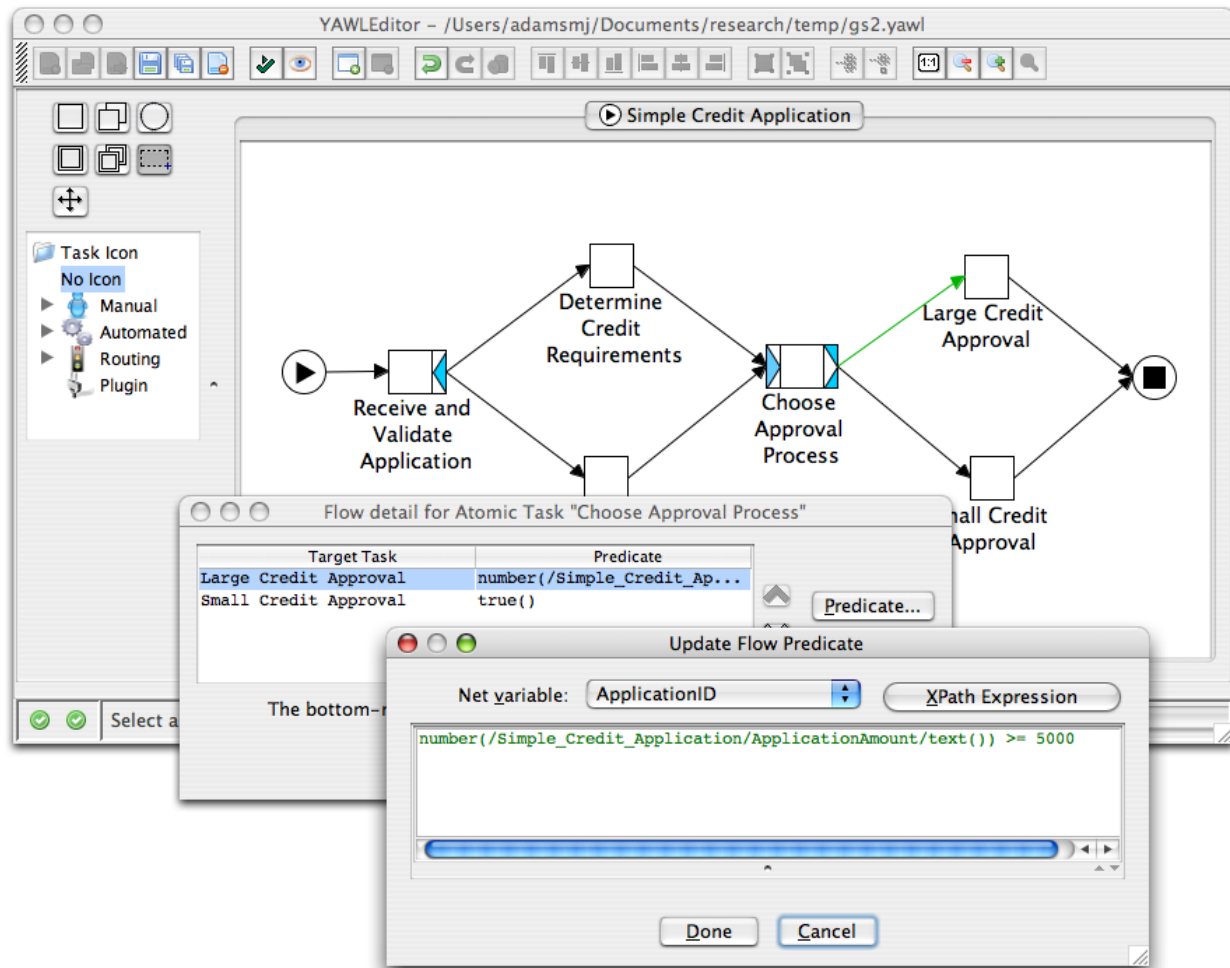 YAWLEditor – /Users/adamsmj/Documents/research/temp/gs2.yawl
1:1
Simple Credit Application
Task Icon
No Icon
Manual
Automated
Routing
Plugin
Determine
Credit
Requirements
Large Credit
Approval
Receive and
Validate
Application
Choose
Approval
Process
Credit
Approval
Select
Flow detail for Atomic Task "Choose Approval Process"
Target Task Predicate
Large Credit Approval number(/Simple_Credit_Ap...
Small Credit Approval true()
Predicate...
The
Update Flow Predicate
Net variable: ApplicationID XPath Expression
number(/Simple_Credit_Application/ApplicationAmount/text()) >= 5000
Done Cancel